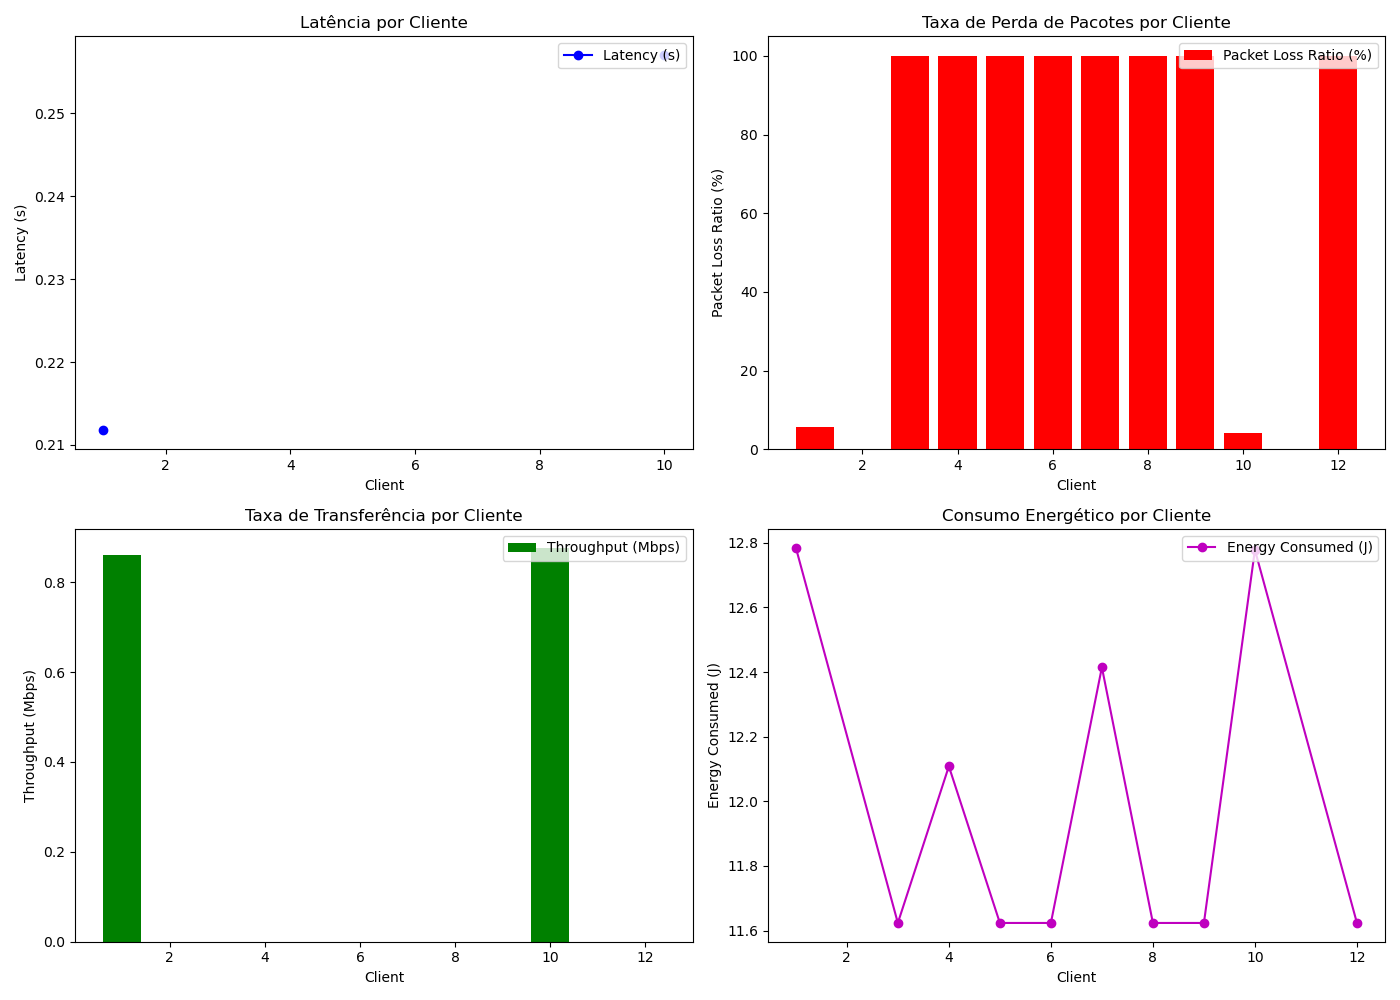 Latência por Cliente
Latency (s)
0.25
0.24
0.23
0.22
0.21
Latency (s)
2 4 6 8 10
Client
Taxa de Perda de Pacotes por Cliente
Packet Loss Ratio (%)
100
80
60
40
20
0
Packet Loss Ratio (%)
2 4 6 8 10 12
Client
Taxa de Transferência por Cliente
Throughput (Mbps)
0.8
0.6
0.4
0.2
0.0
Throughput (Mbps)
2 4 6 8 10 12
Client
Consumo Energético por Cliente
Energy Consumed (J)
12.8
12.6
12.4
12.2
12.0
11.8
11.6
Energy Consumed (J)
2 4 6 8 10 12
Client